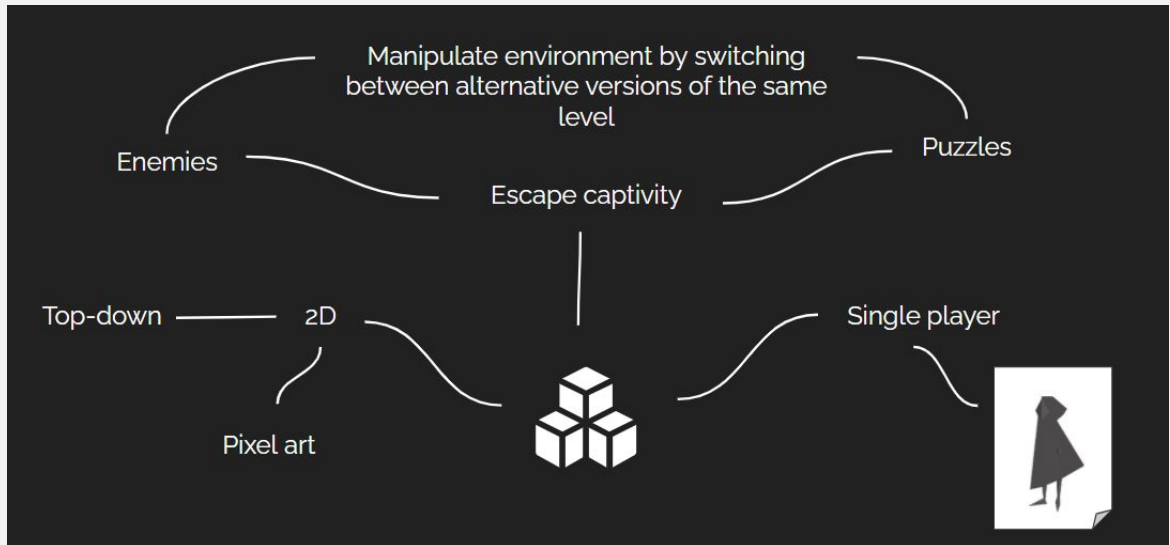 Manipulate environment by switching
between alternative versions of the same
level
Enemies
Puzzles
Escape captivity
Top-down
2D
Single player
Pixel art